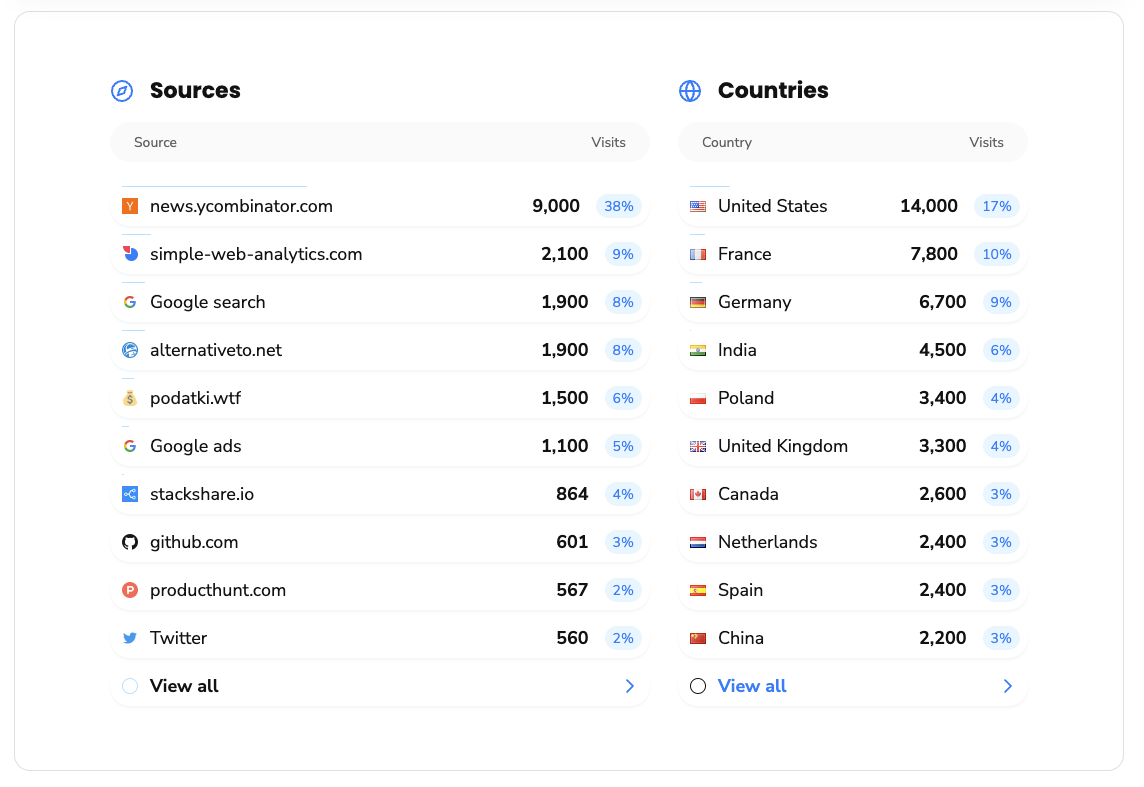 Sources
Source Visits
news.ycombinator.com 9,000 38%
simple-web-analytics.com 2,100 9%
Google search 1,900 8%
alternativeto.net 1,900 8%
podatki.wtf 1,500 6%
Google ads 1,100 5%
stackshare.io 864 4%
github.com 601 3%
producthunt.com 567 2%
Twitter 560 2%
View all
Countries
Country Visits
United States 14,000 17%
France 7,800 10%
Germany 6,700 9%
India 4,500 6%
Poland 3,400 4%
United Kingdom 3,300 4%
Canada 2,600 3%
Netherlands 2,400 3%
Spain 2,400 3%
China 2,200 3%
View all